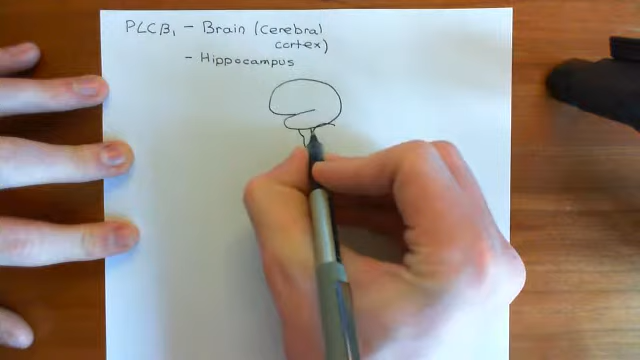 PLCβ₁ - Brain (cerebral
cortex)
- Hippocampus